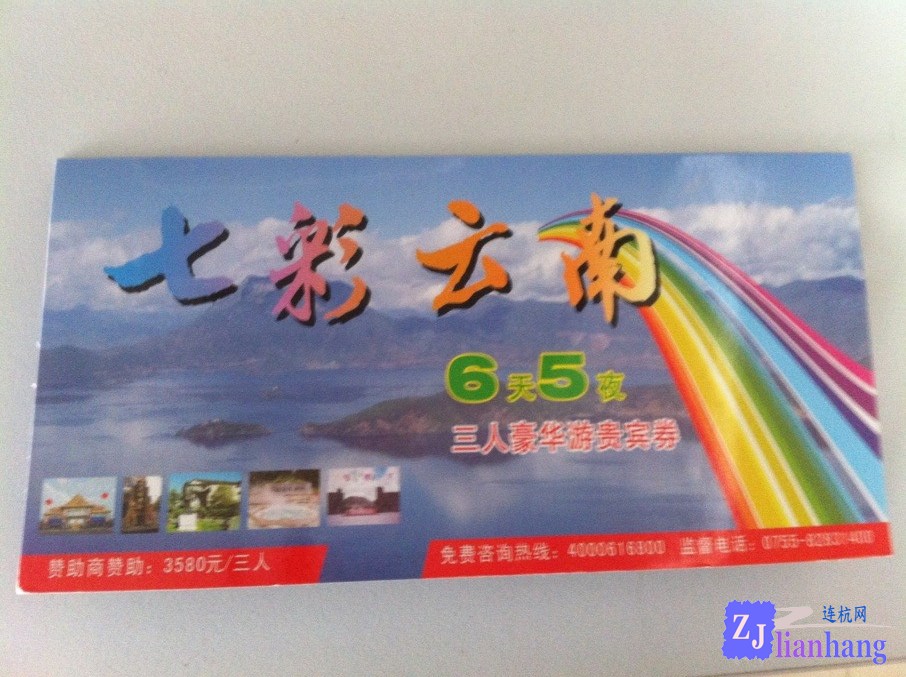 七彩云南
6天5夜
三人豪华游贵宾券
赞助商赞助：3580元/三人
免费咨询热线：4000616800 监督电话：0755-
ZJ 连杭网
lianhang